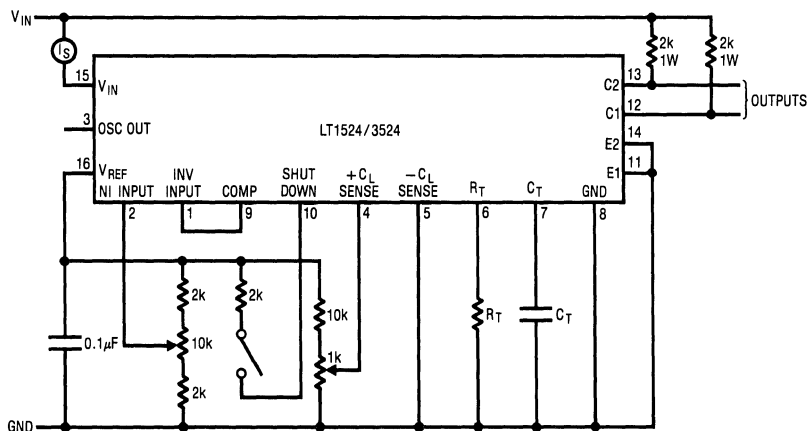 VIN
IS
15
VIN
3
OSC OUT
16
VREF
LT1524/3524
2k
1W
2k
1W
13
C2
12
C1
OUTPUTS
14
E2
11
E1
NI INPUT
INV
INPUT
COMP
SHUT
DOWN
+CL
SENSE
−CL
SENSE
RT
CT
GND
2
1
9
10
4
5
6
7
8
2k
2k
10k
0.1μF
10k
1k
2k
RT
CT
GND